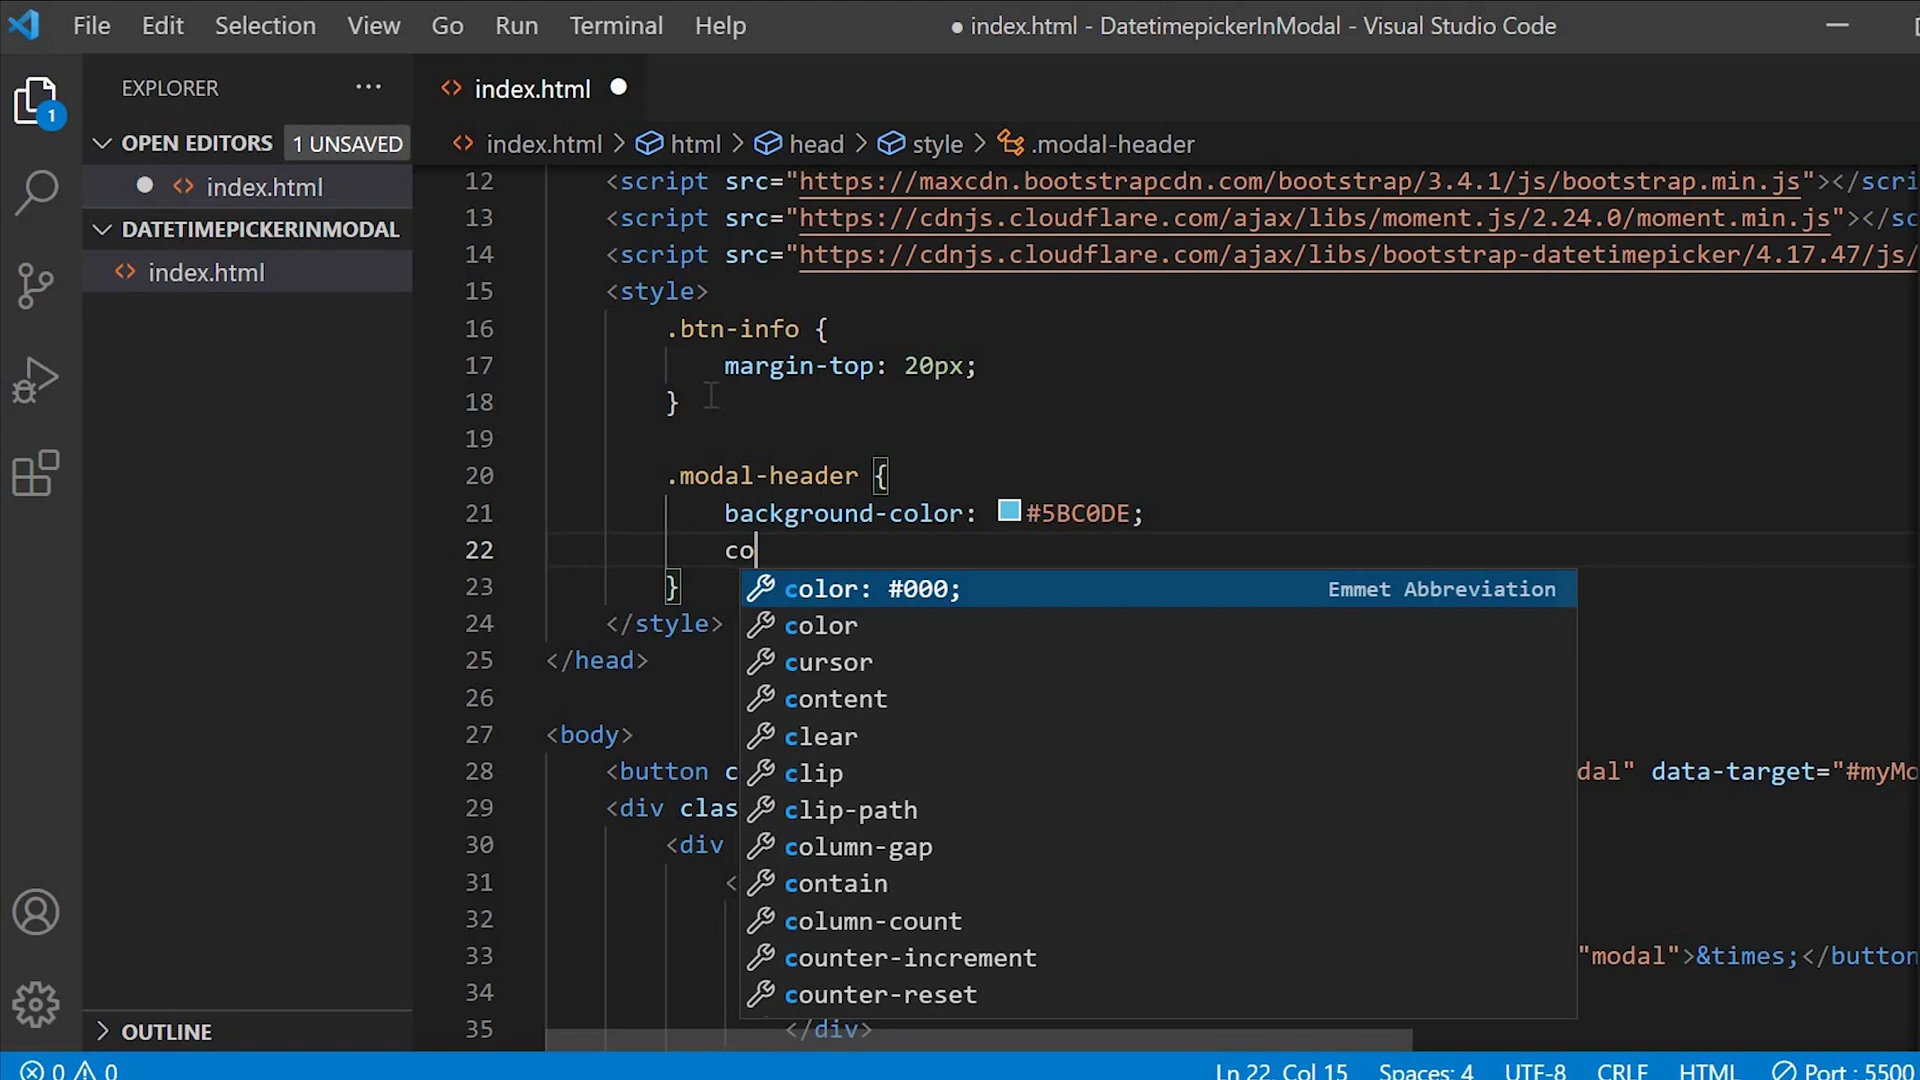 File Edit Selection View Go Run Terminal Help ● index.html - DatetimepickerInModal - Visual Studio Code
EXPLORER ··· <> index.html ●
1
OPEN EDITORS 1 UNSAVED
<> index.html > html > head > style > .modal-header
● <> index.html
DATETIMEPICKERINMODAL
<> index.html
12 <script src="https://maxcdn.bootstrapcdn.com/bootstrap/3.4.1/js/bootstrap.min.js"></scri
13 <script src="https://cdnjs.cloudflare.com/ajax/libs/moment.js/2.24.0/moment.min.js"></sc
14 <script src="https://cdnjs.cloudflare.com/ajax/libs/bootstrap-datetimepicker/4.17.47/js/
15 <style>
16 .btn-info {
17 margin-top: 20px;
18 }
19
20 .modal-header {
21 background-color: #5BC0DE;
22 co
23 }
24 </style>
25 </head>
26
27 <body>
28 <button c dal" data-target="#myMo
29 <div clas
30 <div
31 <
32
33 "modal">&times;</button
34
35 </div>
color: #000; Emmet Abbreviation
color
cursor
content
clear
clip
clip-path
column-gap
contain
column-count
counter-increment
counter-reset
OUTLINE
0 0 Ln 22, Col 15 Spaces: 4 UTF-8 CRLF HTML Port : 5500